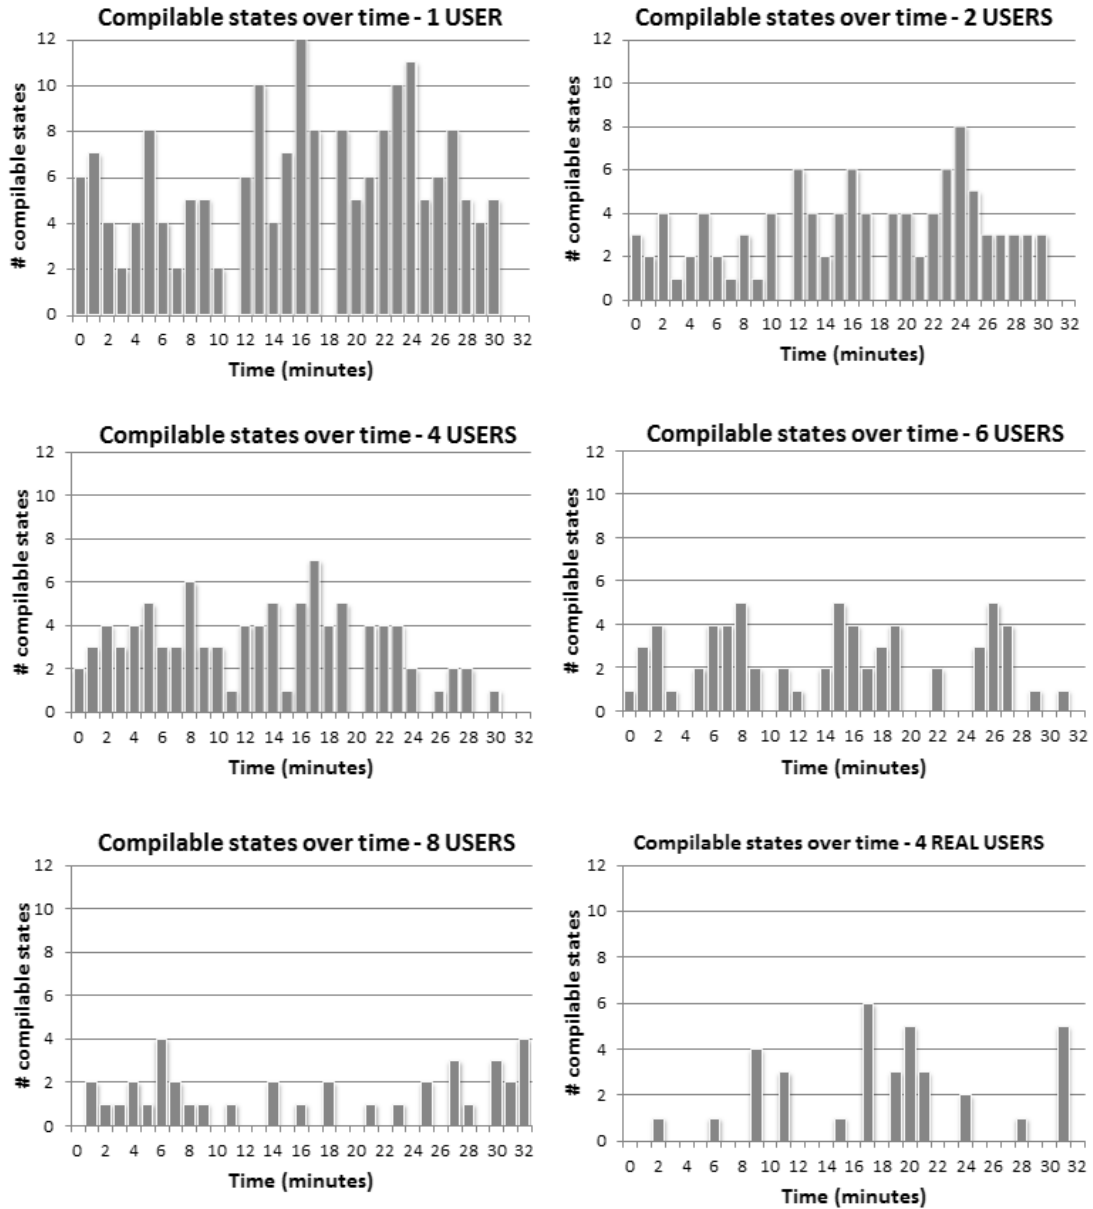 Compilable states over time - 1 USER
# compilable states
12
10
8
6
4
2
0
0 2 4 6 8 10 12 14 16 18 20 22 24 26 28 30 32
Time (minutes)
Compilable states over time - 2 USERS
# compilable states
12
10
8
6
4
2
0
0 2 4 6 8 10 12 14 16 18 20 22 24 26 28 30 32
Time (minutes)
Compilable states over time - 4 USERS
# compilable states
12
10
8
6
4
2
0
0 2 4 6 8 10 12 14 16 18 20 22 24 26 28 30 32
Time (minutes)
Compilable states over time - 6 USERS
# compilable states
12
10
8
6
4
2
0
0 2 4 6 8 10 12 14 16 18 20 22 24 26 28 30 32
Time (minutes)
Compilable states over time - 8 USERS
# compilable states
12
10
8
6
4
2
0
0 2 4 6 8 10 12 14 16 18 20 22 24 26 28 30 32
Time (minutes)
Compilable states over time - 4 REAL USERS
# compilable states
12
10
8
6
4
2
0
0 2 4 6 8 10 12 14 16 18 20 22 24 26 28 30 32
Time (minutes)